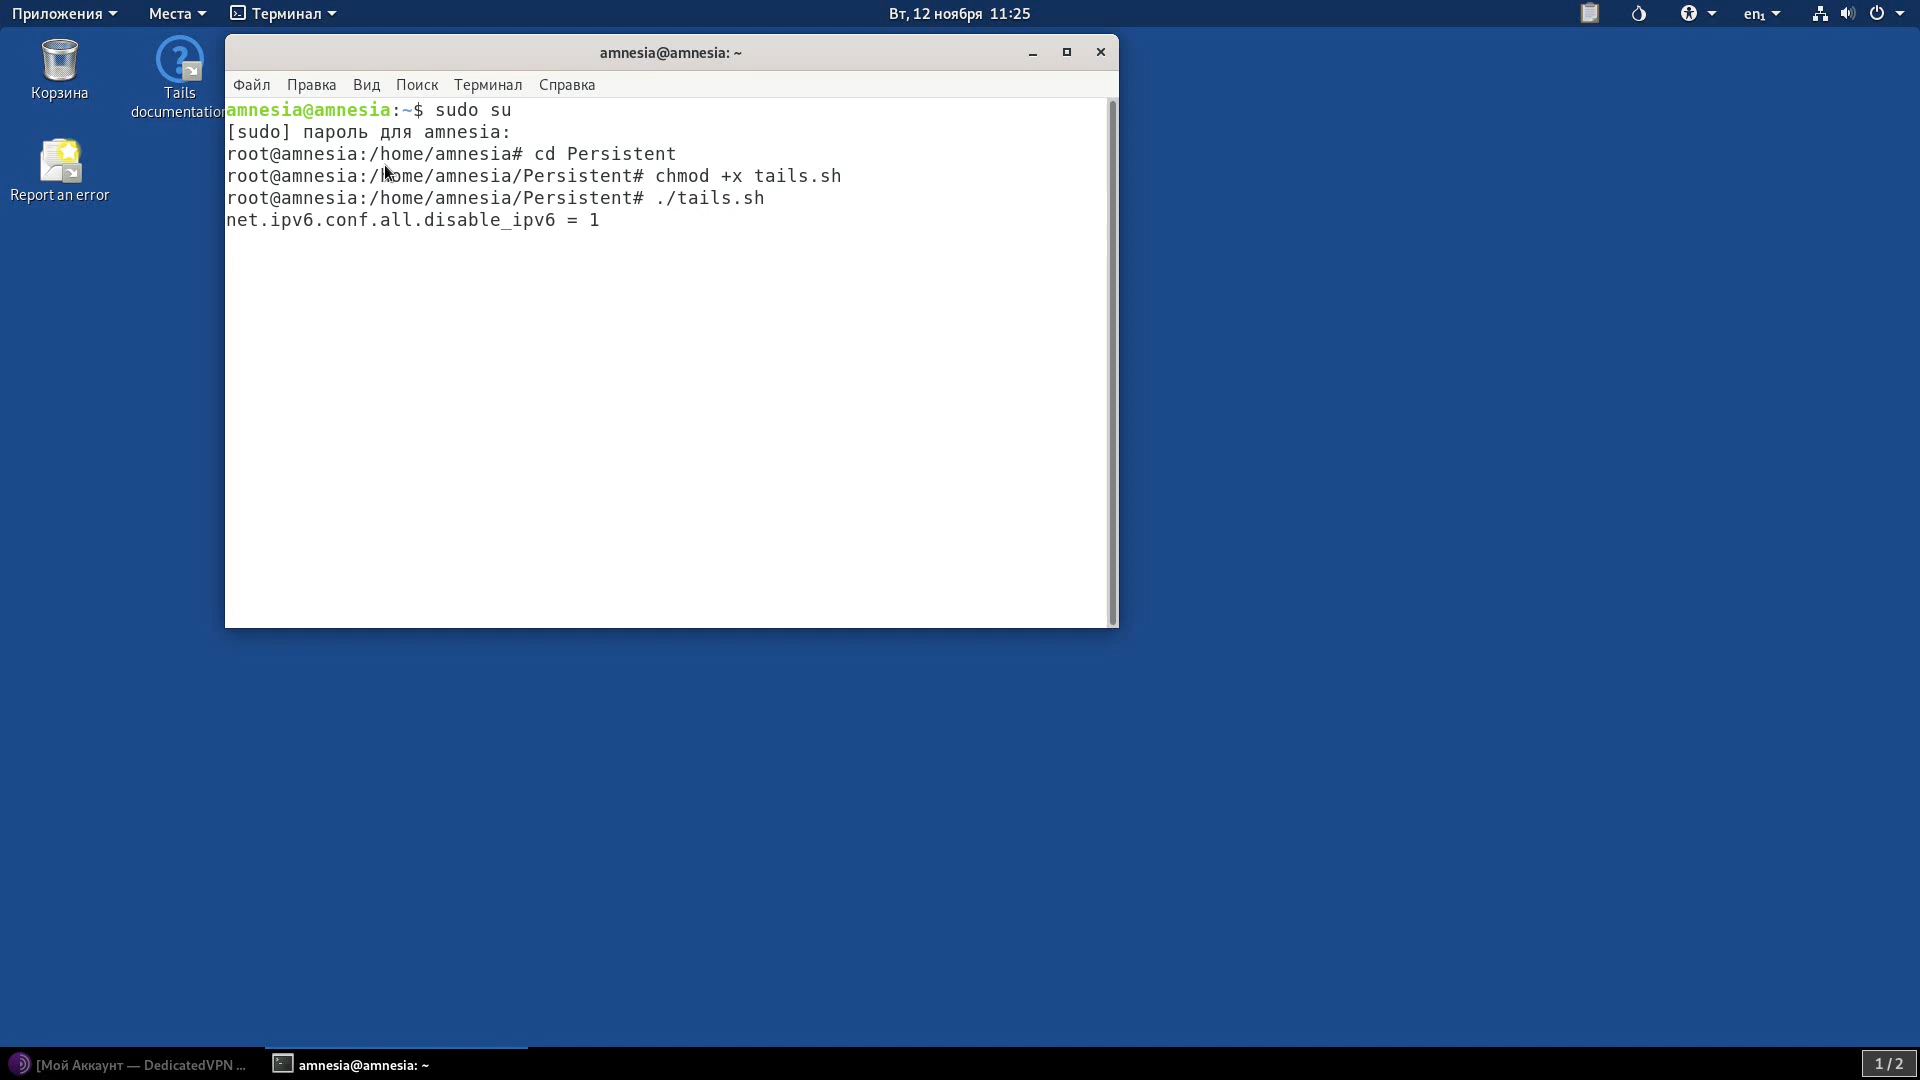 Приложения Места Терминал Вт, 12 ноября 11:25 en₁
Корзина
Tails
documentation
Report an error
amnesia@amnesia: ~
Файл Правка Вид Поиск Терминал Справка
amnesia@amnesia:~$ sudo su
[sudo] пароль для amnesia:
root@amnesia:/home/amnesia# cd Persistent
root@amnesia:/home/amnesia/Persistent# chmod +x tails.sh
root@amnesia:/home/amnesia/Persistent# ./tails.sh
net.ipv6.conf.all.disable_ipv6 = 1
[Мой Аккаунт — DedicatedVPN ... amnesia@amnesia: ~ 1 / 2